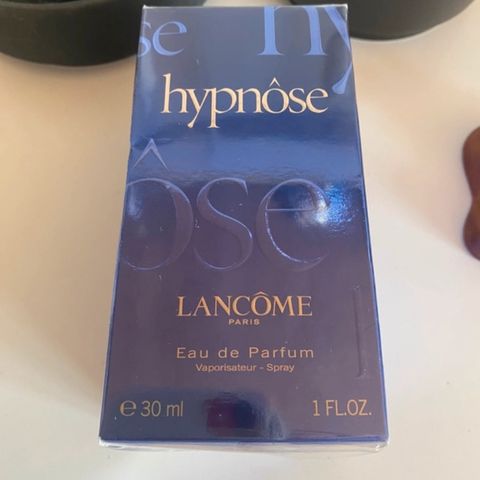 se hy
hypnôse
ôse
LANCÔME
PARIS
Eau de Parfum
Vaporisateur - Spray
e 30 ml 1 FL.OZ.